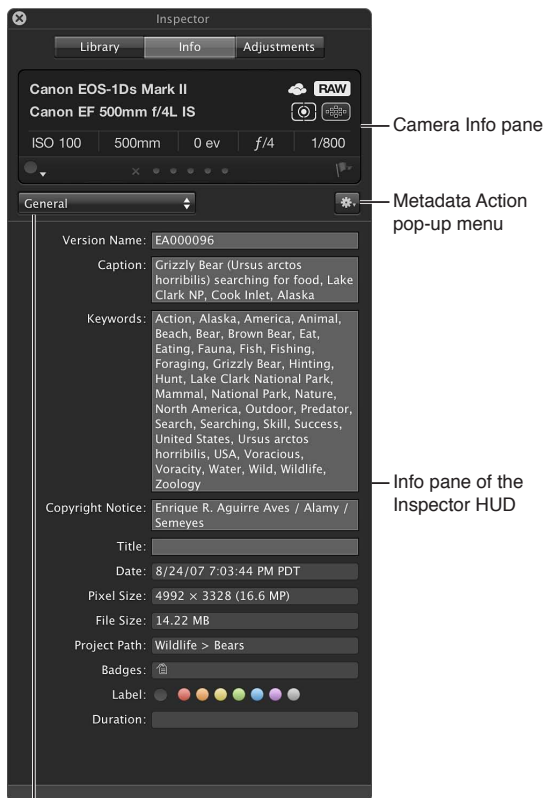 Inspector
Library Info Adjustments
Canon EOS-1Ds Mark II RAW
Canon EF 500mm f/4L IS
ISO 100 500mm 0 ev ƒ/4 1/800
Camera Info pane
General
Metadata Action
pop-up menu
Version Name: EA000096
Caption: Grizzly Bear (Ursus arctos
horribilis) searching for food, Lake
Clark NP, Cook Inlet, Alaska
Keywords: Action, Alaska, America, Animal,
Beach, Bear, Brown Bear, Eat,
Eating, Fauna, Fish, Fishing,
Foraging, Grizzly Bear, Hinting,
Hunt, Lake Clark National Park,
Mammal, National Park, Nature,
North America, Outdoor, Predator,
Search, Searching, Skill, Success,
United States, Ursus arctos
horribilis, USA, Voracious,
Voracity, Water, Wild, Wildlife,
Zoology
Info pane of the
Inspector HUD
Copyright Notice: Enrique R. Aguirre Aves / Alamy /
Semeyes
Title:
Date: 8/24/07 7:03:44 PM PDT
Pixel Size: 4992 × 3328 (16.6 MP)
File Size: 14.22 MB
Project Path: Wildlife > Bears
Badges:
Label:
Duration: